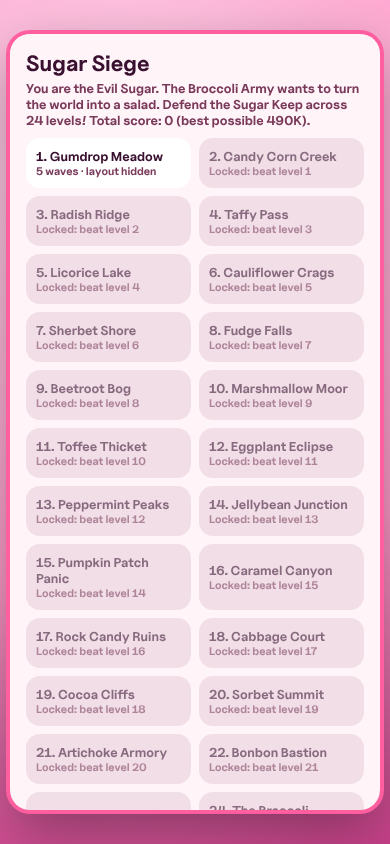 Sugar Siege
You are the Evil Sugar. The Broccoli Army wants to turn
the world into a salad. Defend the Sugar Keep across
24 levels! Total score: 0 (best possible 490K).
1. Gumdrop Meadow
5 waves · layout hidden
2. Candy Corn Creek
Locked: beat level 1
3. Radish Ridge
Locked: beat level 2
4. Taffy Pass
Locked: beat level 3
5. Licorice Lake
Locked: beat level 4
6. Cauliflower Crags
Locked: beat level 5
7. Sherbet Shore
Locked: beat level 6
8. Fudge Falls
Locked: beat level 7
9. Beetroot Bog
Locked: beat level 8
10. Marshmallow Moor
Locked: beat level 9
11. Toffee Thicket
Locked: beat level 10
12. Eggplant Eclipse
Locked: beat level 11
13. Peppermint Peaks
Locked: beat level 12
14. Jellybean Junction
Locked: beat level 13
15. Pumpkin Patch
Panic
Locked: beat level 14
16. Caramel Canyon
Locked: beat level 15
17. Rock Candy Ruins
Locked: beat level 16
18. Cabbage Court
Locked: beat level 17
19. Cocoa Cliffs
Locked: beat level 18
20. Sorbet Summit
Locked: beat level 19
21. Artichoke Armory
Locked: beat level 20
22. Bonbon Bastion
Locked: beat level 21
24. The Broccoli